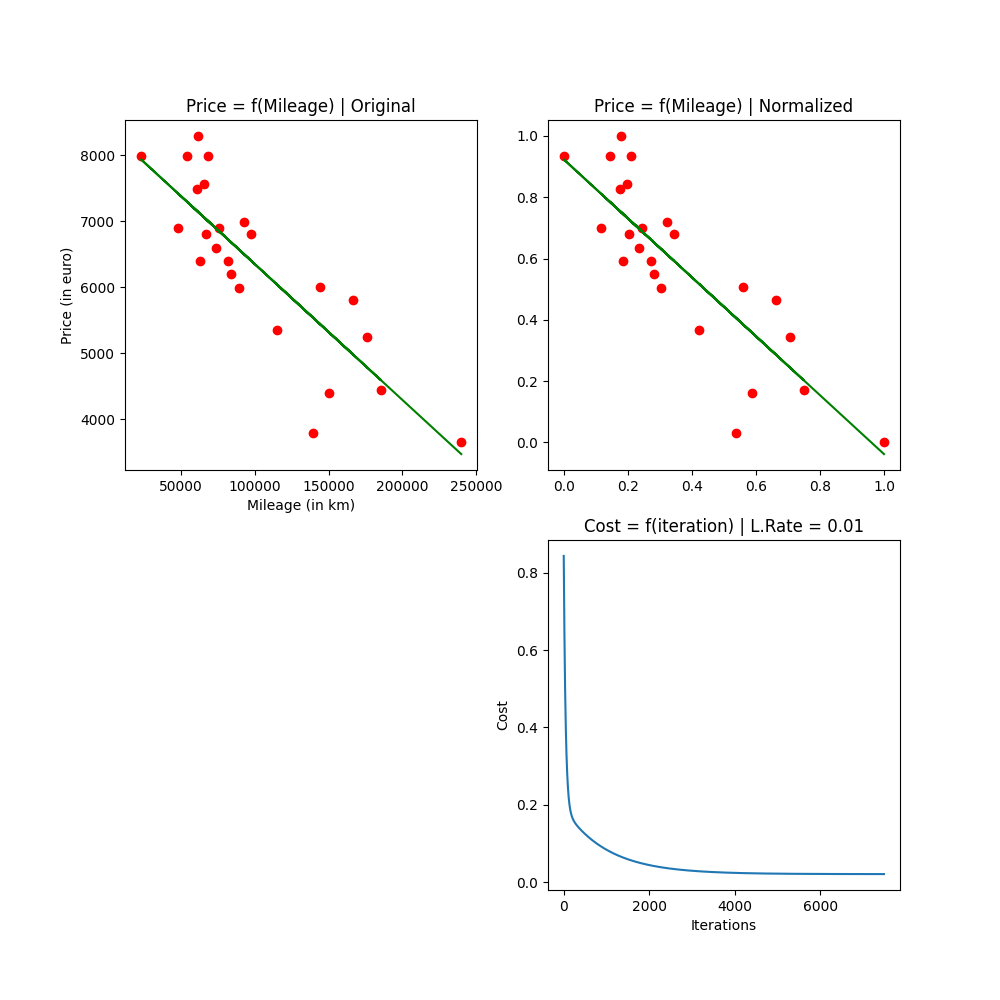 Price = f(Mileage) | Original
8000
7000
6000
5000
4000
Price (in euro)
50000 100000 150000 200000 250000
Mileage (in km)
Price = f(Mileage) | Normalized
1.0
0.8
0.6
0.4
0.2
0.0
0.0 0.2 0.4 0.6 0.8 1.0
Cost = f(iteration) | L.Rate = 0.01
0.8
0.6
0.4
0.2
0.0
Cost
0 2000 4000 6000
Iterations